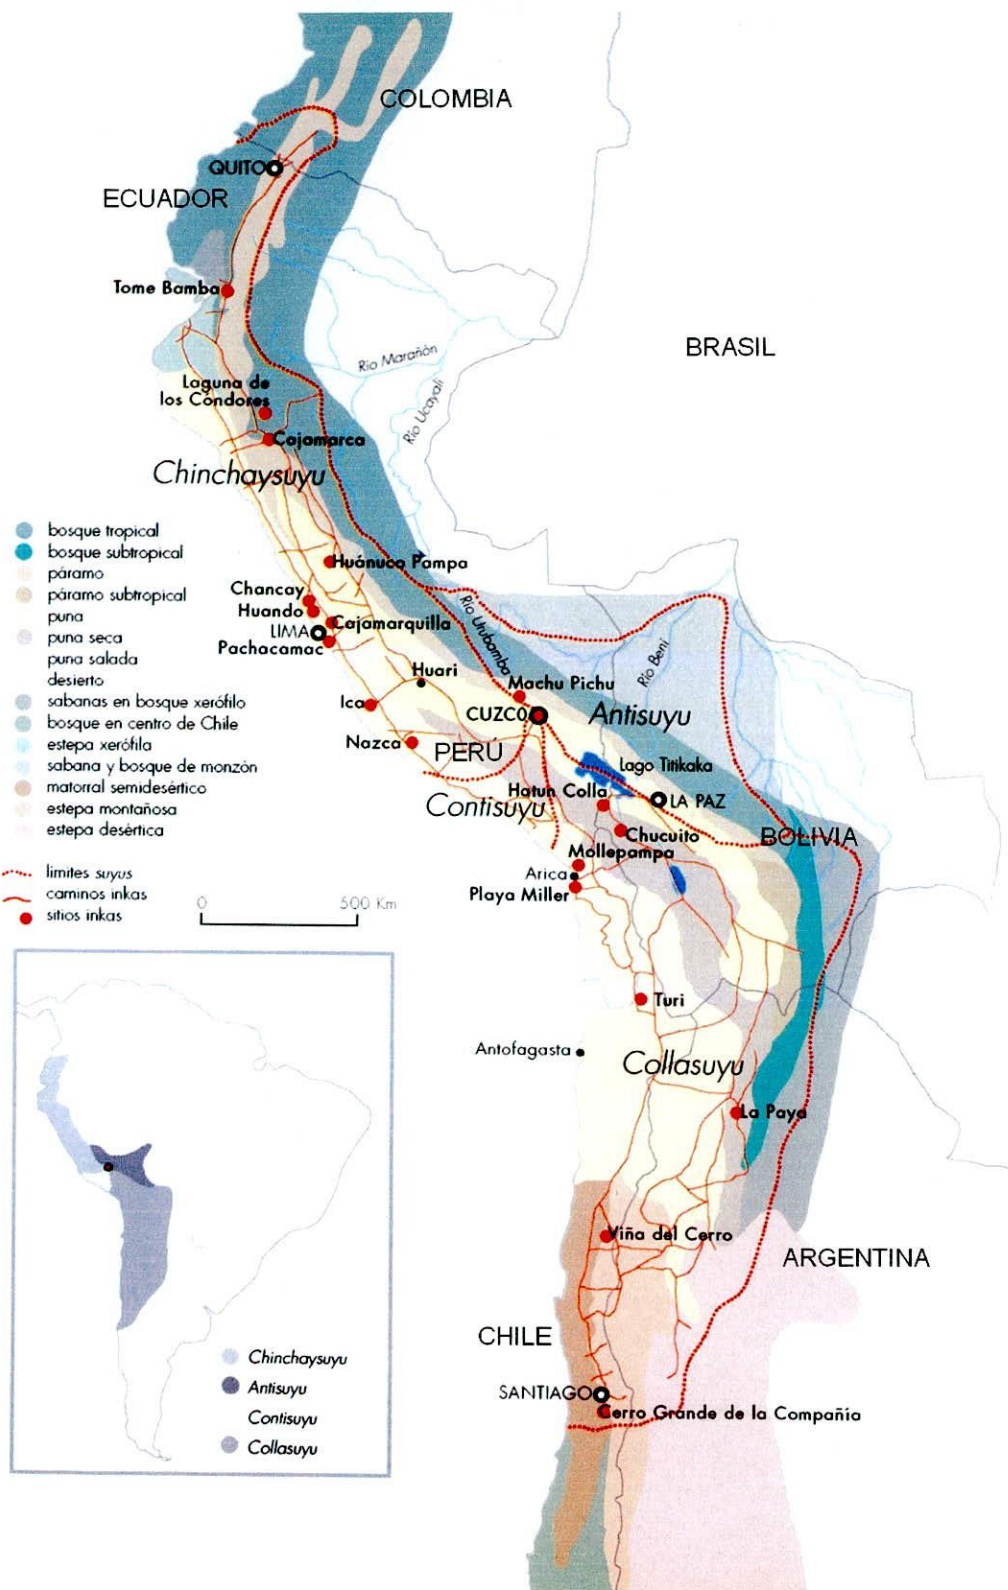 COLOMBIA
QUITO
ECUADOR
Tome Bamba
BRASIL
Río Marañón
Río Ucayali
Laguna de
los Cóndores
Cajamarca
Chinchaysuyu
bosque tropical
bosque subtropical
páramo
páramo subtropical
puna
puna seca
puna salada
desierto
sabanas en bosque xerófilo
bosque en centro de Chile
estepa xerófila
sabana y bosque de monzón
matorral semidesértico
estepa montañosa
estepa desértica
límites suyus
caminos inkas
sitios inkas
0 500 Km
Huánuco Pampa
Chancay
Huando
LIMA
Cajamarquilla
Pachacamac
Río Urubamba
Río Beni
Huari
Machu Pichu
Ica
CUZCO
Antisuyu
Nazca
PERÚ
Lago Titikaka
Contisuyu
Hatun Colla
LA PAZ
Chucuito
BOLIVIA
Mollepampa
Arica
Playa Miller
Turi
Antofagasta
Collasuyu
La Paya
Viña del Cerro
ARGENTINA
CHILE
SANTIAGO
Cerro Grande de la Compañía
Chinchaysuyu
Antisuyu
Contisuyu
Collasuyu